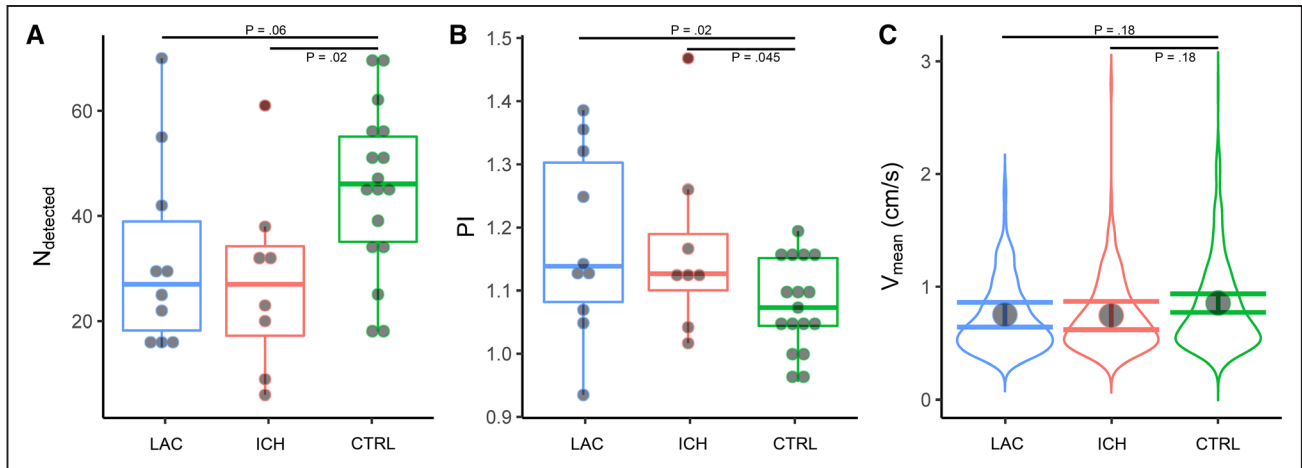 A
P = .06
P = .02
N detected
60
40
20
LAC ICH CTRL
B
P = .02
P = .045
PI
1.5
1.4
1.3
1.2
1.1
1.0
0.9
LAC ICH CTRL
C
P = .18
P = .18
V mean (cm/s)
3
2
1
0
LAC ICH CTRL